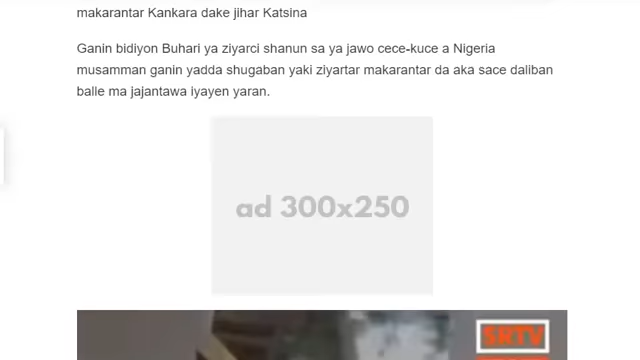 makarantar Kankara dake jihar Katsina
Ganin bidiyon Buhari ya ziyarci shanun sa ya jawo cece-kuce a Nigeria
musamman ganin yadda shugaban yaki ziyartar makarantar da aka sace daliban
balle ma jajantawa iyayen yaran.
ad 300x250
SRTV